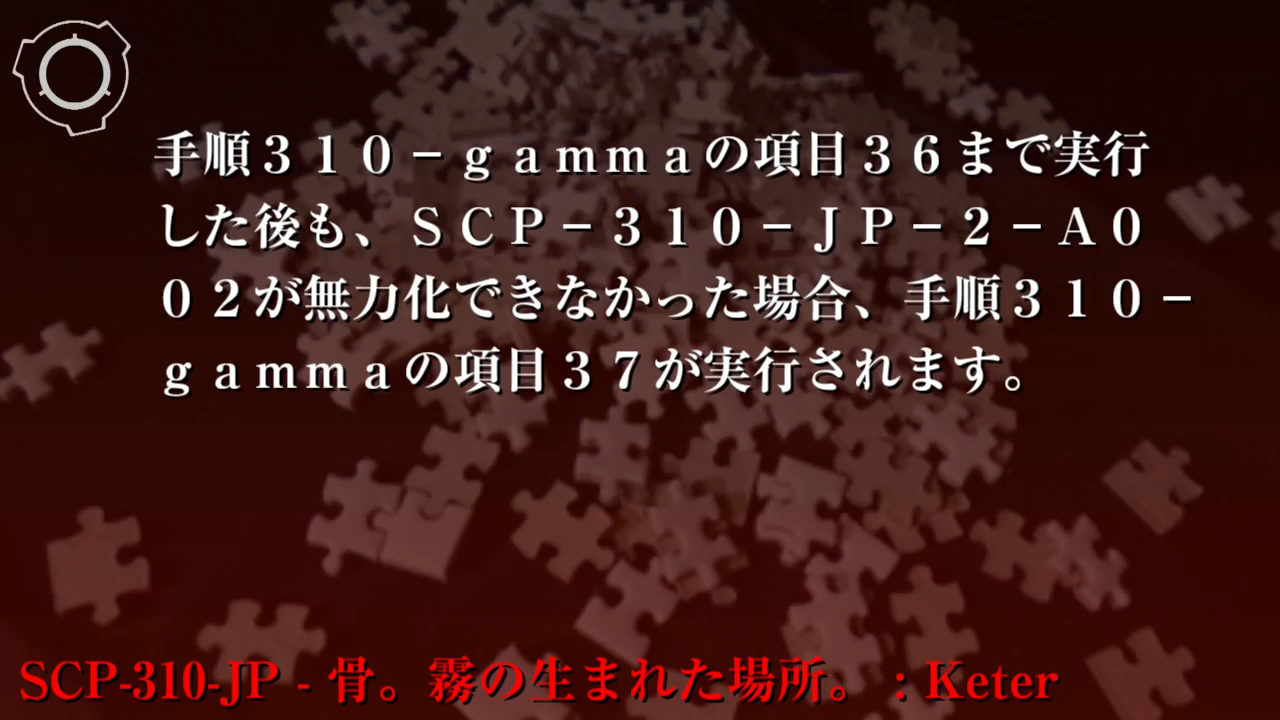 手順３１０－ｇａｍｍａの項目３６まで実行
した後も、ＳＣＰ－３１０－ＪＰ－２－Ａ０
０２が無力化できなかった場合、手順３１０－
ｇａｍｍａの項目３７が実行されます。
SCP-310-JP - 骨。霧の生まれた場所。 : Keter